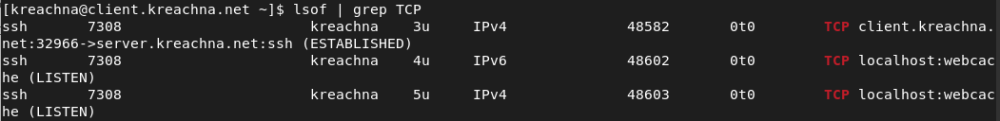 [kreachna@client.kreachna.net ~]$ lsof | grep TCP
ssh       7308                      kreachna    3u     IPv4              48582       0t0        TCP client.kreachna.
net:32966->server.kreachna.net:ssh (ESTABLISHED)
ssh       7308                      kreachna    4u     IPv6              48602       0t0        TCP localhost:webcac
he (LISTEN)
ssh       7308                      kreachna    5u     IPv4              48603       0t0        TCP localhost:webcac
he (LISTEN)